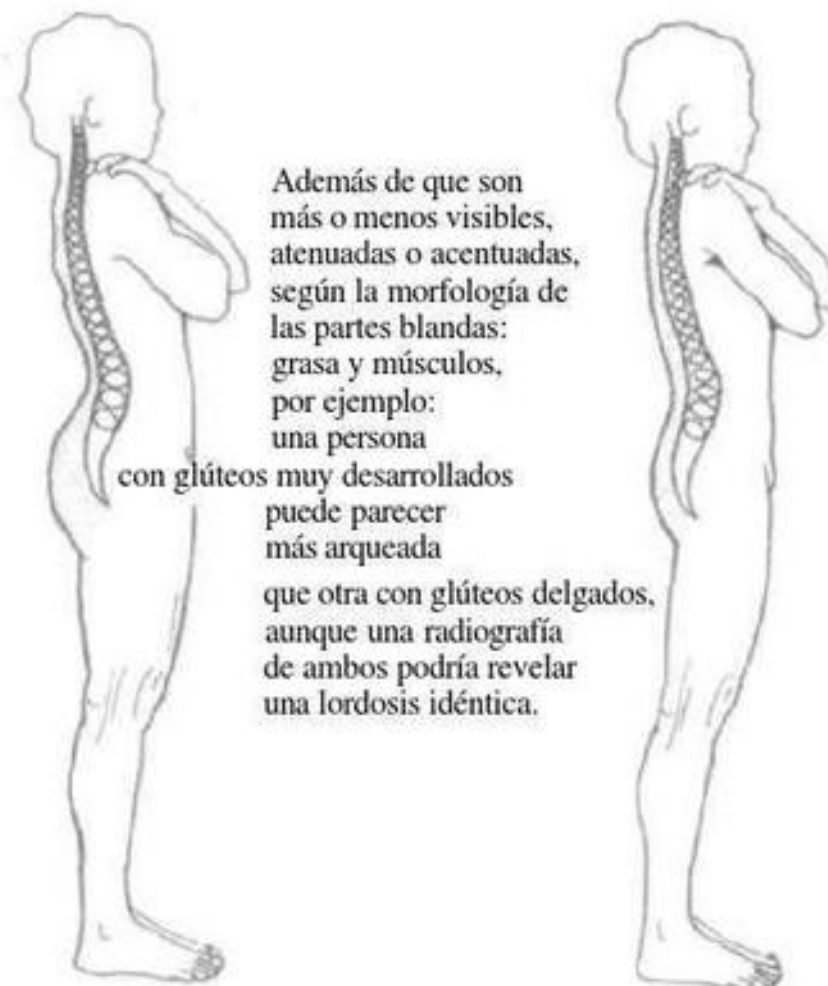 Además de que son
más o menos visibles,
atenuadas o acentuadas,
según la morfología de
las partes blandas:
grasa y músculos,
por ejemplo:
una persona
con glúteos muy desarrollados
puede parecer
más arqueada
que otra con glúteos delgados,
aunque una radiografía
de ambos podría revelar
una lordosis idéntica.